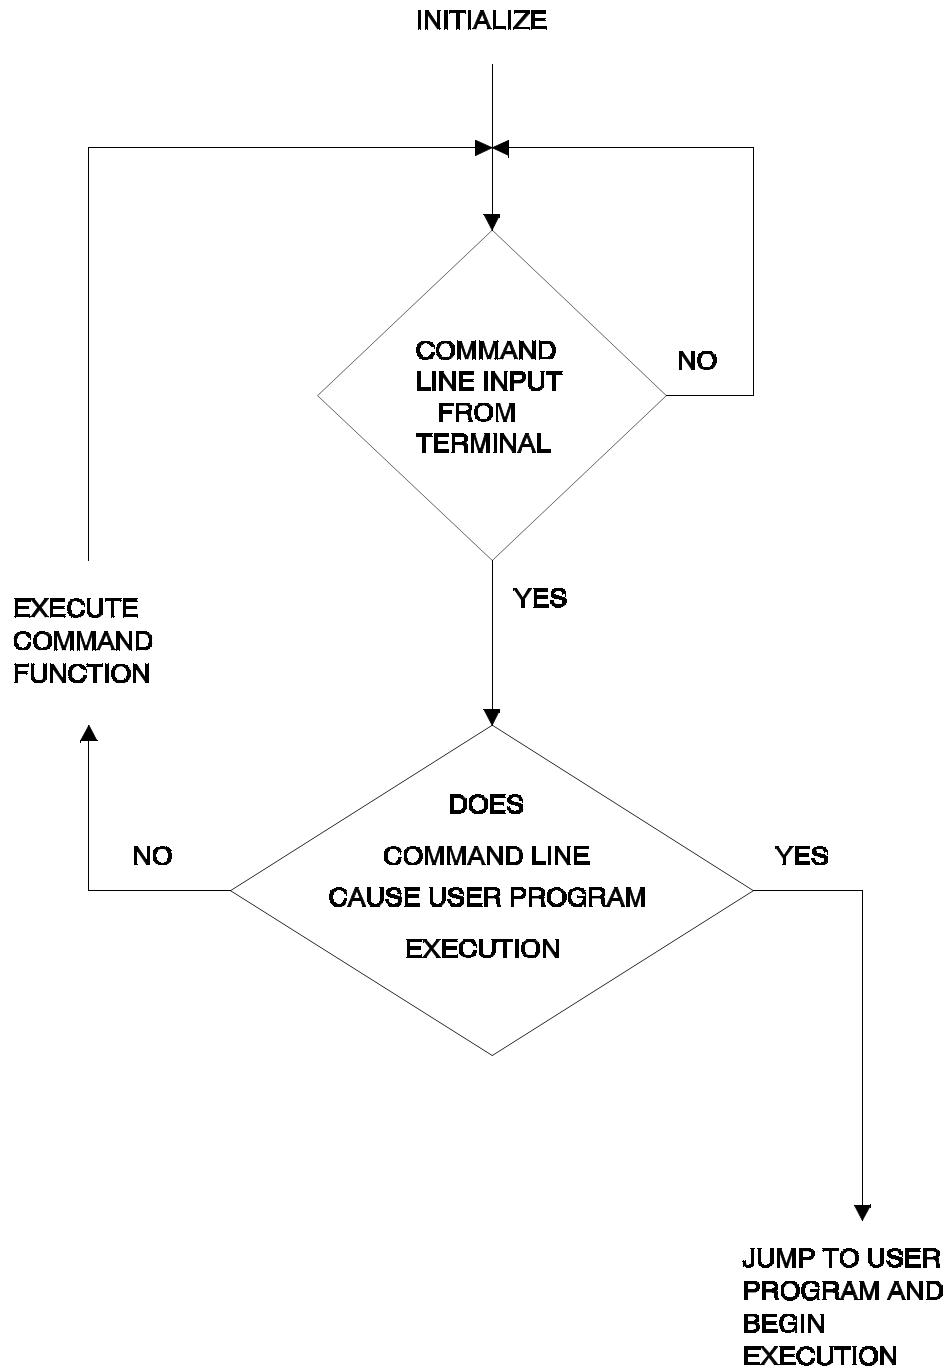 INITIALIZE
COMMAND
LINE INPUT
FROM
TERMINAL
NO
YES
EXECUTE
COMMAND
FUNCTION
DOES
COMMAND LINE
CAUSE USER PROGRAM
EXECUTION
NO
YES
JUMP TO USER
PROGRAM AND
BEGIN
EXECUTION